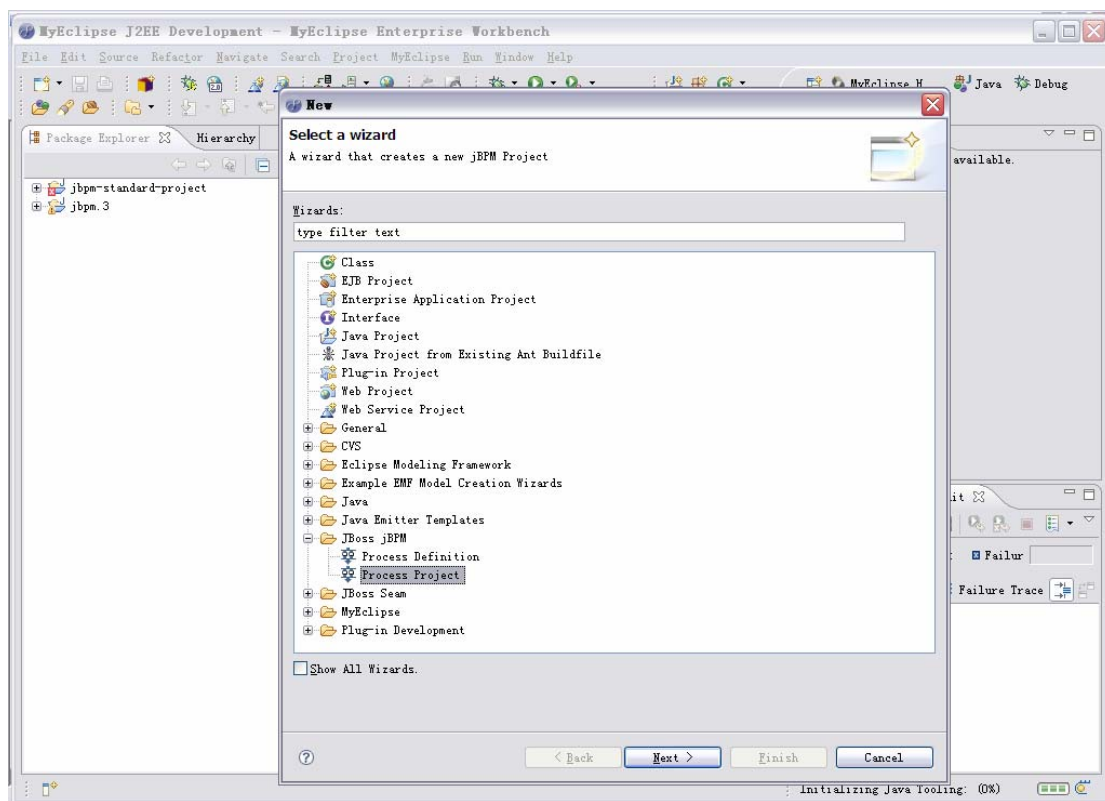 MyEclipse J2EE Development - MyEclipse Enterprise Workbench
File Edit Source Refactor Navigate Search Project MyEclipse Run Window Help
MyEclipse H Java Debug
Package Explorer Hierarchy
jbpm-standard-project
jbpm.3
New
Select a wizard
A wizard that creates a new jBPM Project
available.
Wizards:
type filter text
Class
EJB Project
Enterprise Application Project
Interface
Java Project
Java Project from Existing Ant Buildfile
Plug-in Project
Web Project
Web Service Project
General
CVS
Eclipse Modeling Framework
Example EMF Model Creation Wizards
Java
Java Emitter Templates
JBoss jBPM
Process Definition
Process Project
JBoss Seam
MyEclipse
Plug-in Development
Show All Wizards.
it
Failur
Failure Trace
< Back Next > Finish Cancel
Initializing Java Tooling: (0%)